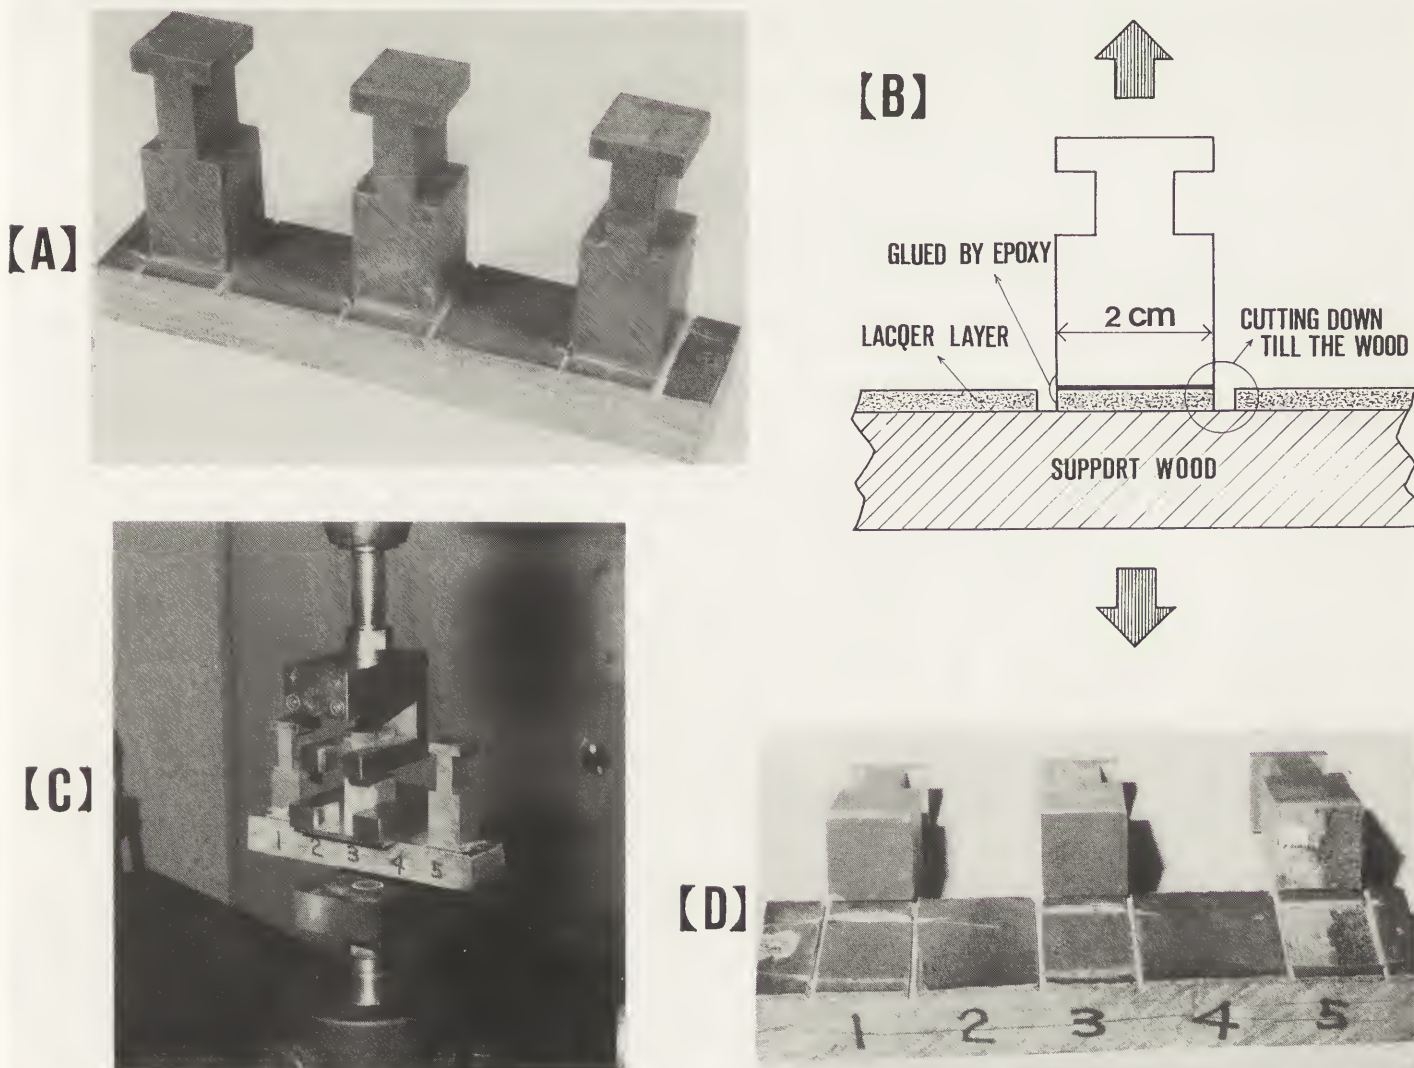 【A】
【B】
GLUED BY EPOXY
2 cm
LACQER LAYER
CUTTING DOWN
TILL THE WOOD
SUPPORT WOOD
【C】
1 2 3 4 5
【D】
1 2 3 4 5